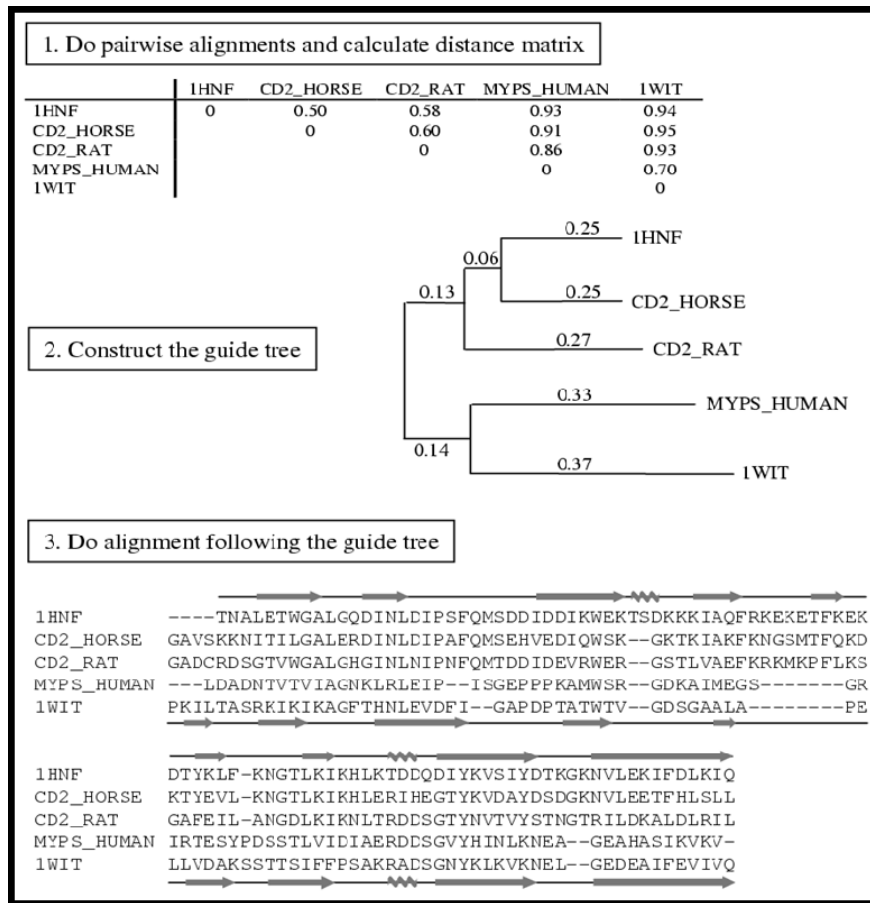 1. Do pairwise alignments and calculate distance matrix
1HNF CD2_HORSE CD2_RAT MYPS_HUMAN 1WIT
1HNF 0 0.50 0.58 0.93 0.94
CD2_HORSE 0 0.60 0.91 0.95
CD2_RAT 0 0.86 0.93
MYPS_HUMAN 0 0.70
1WIT 0
0.25 1HNF
0.06
0.13
0.25 CD2_HORSE
2. Construct the guide tree
0.27 CD2_RAT
0.33 MYPS_HUMAN
0.14
0.37 1WIT
3. Do alignment following the guide tree
1HNF ----TNALETWGALGQDINLDIPSFQMSDDIDDIKWEKTSDKKKIAQFRKEKETFKEK
CD2_HORSE GAVSKKNITILGALERDINLDIPAFQMSEHVEDIQWSK--GKTKIAKFKNGSMTFQKD
CD2_RAT GADCRDSGTVWGALGHGINLNIPNFQMTDDIDEVRWER--GSTLVAEFKRKMKPFLKS
MYPS_HUMAN ---LDADNTVTVIAGNKLRLEIP--ISGEPPPKAMWSR--GDKAIMEGS-------GR
1WIT PKILTASRKIKIKAGFTHNLEVDFI--GAPDPTATWTV--GDSGAALA--------PE
1HNF DTYKLF-KNGTLKIKHLKTDDQDIYKVSIYDTKGKNVLEKIFDLKIQ
CD2_HORSE KTYEVL-KNGTLKIKHLERIHEGTYKVDAYDSDGKNVLEETFHLSLL
CD2_RAT GAFEIL-ANGDLKIKNLTRDDSGTYNVTVYSTNGTRILDKALDLRIL
MYPS_HUMAN IRTESYPDSSTLVIDIAERDDSGVYHINLKNEA--GEAHASIKVKV-
1WIT LLVDAKSSTTSIFFPSAKRADSGNYKLKVKNEL--GEDEAIFEVIVQ